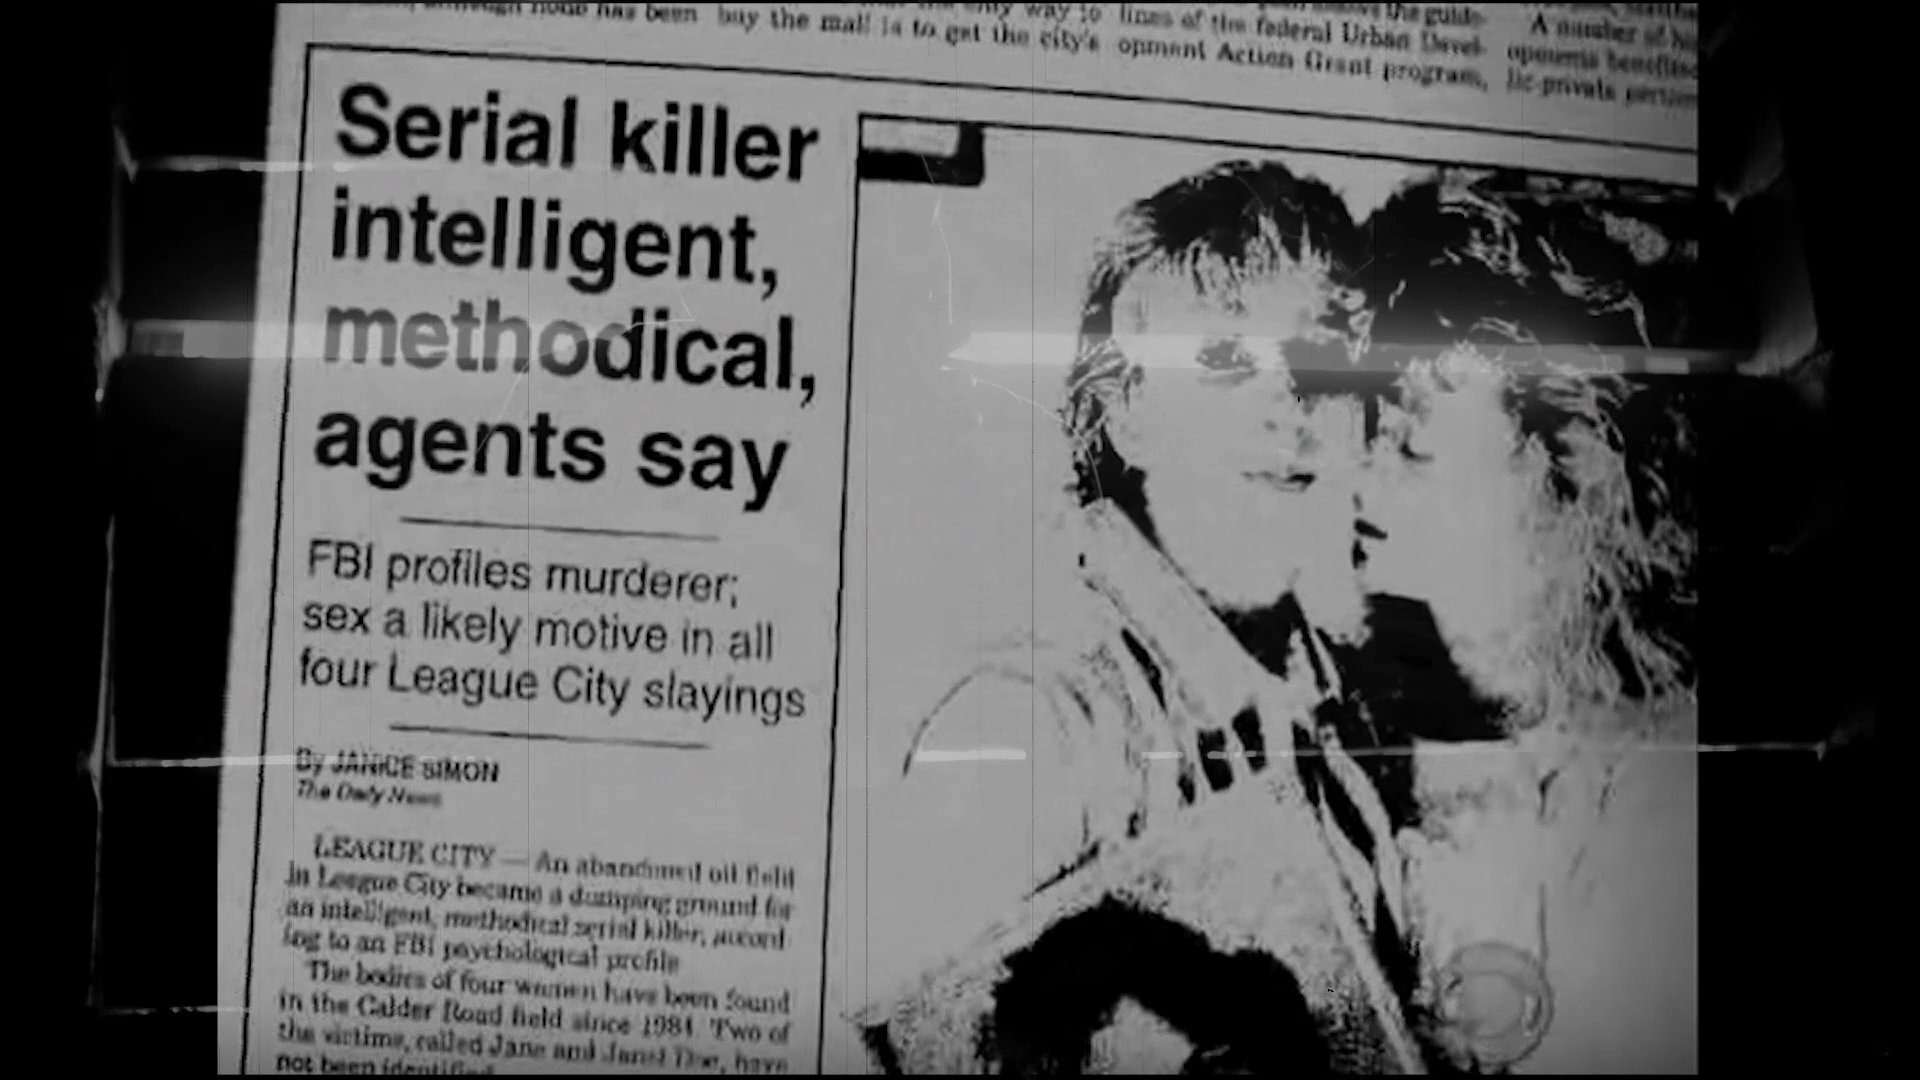 has been buy the mall is to get the city's
lines of the federal Urban Devel-
opment Action Grant program,
A number of
Serial killer
intelligent,
methodical,
agents say
FBI profiles murderer;
sex a likely motive in all
four League City slayings
By JANICE SIMON
The Daily News
LEAGUE CITY — An abandoned oil field
in League City became a dumping ground for
an intelligent, methodical serial killer, accord
ing to an FBI psychological profile
The bodies of four women have been found
in the Calder Road field since 1984. Two of
the victims, called Jane and Janet Doe, have
not been identified